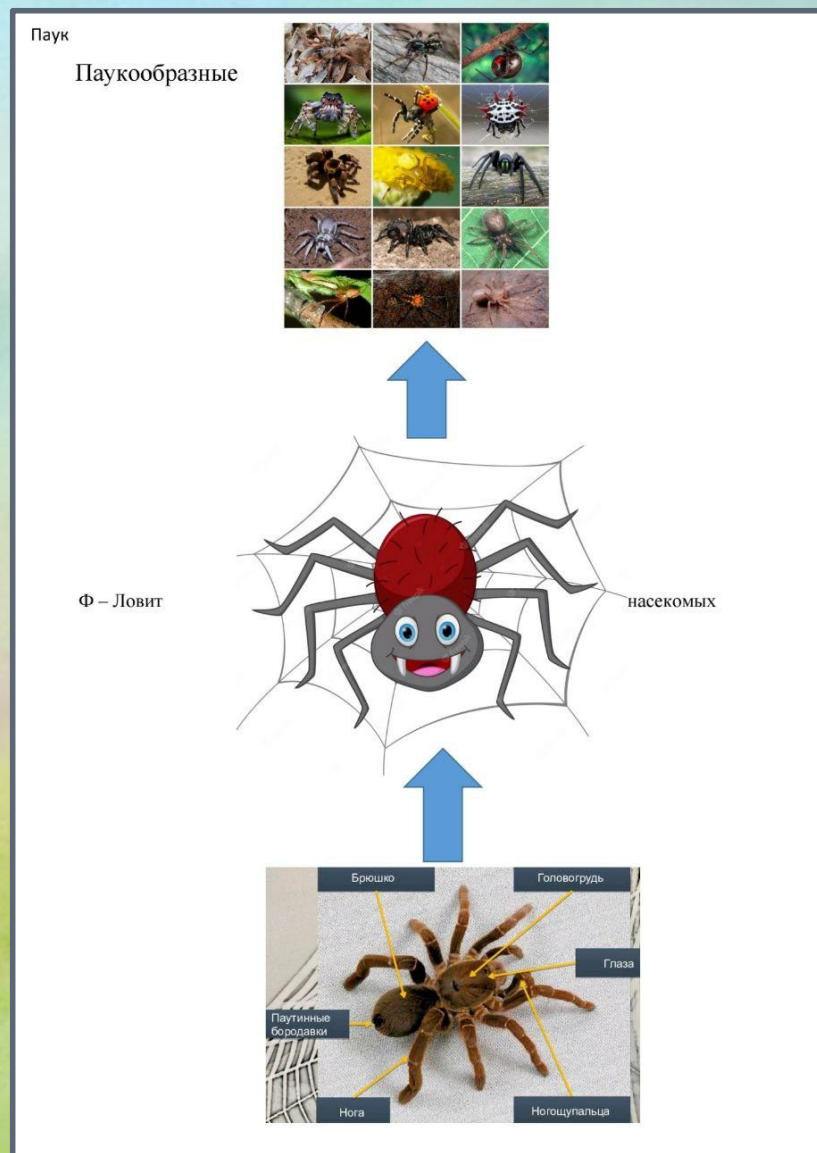 Паук
Паукообразные
Ф – Ловит насекомых
Брюшко
Головогрудь
Глаза
Паутинные
бородавки
Нога
Ногощупальца